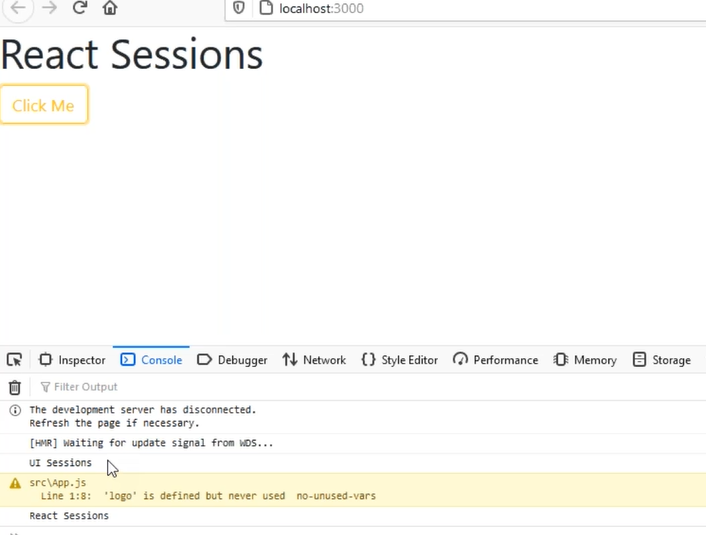 localhost:3000
React Sessions
Click Me
Inspector Console Debugger Network Style Editor Performance Memory Storage
Filter Output
The development server has disconnected.
Refresh the page if necessary.
[HMR] Waiting for update signal from WDS...
UI Sessions
src\App.js
Line 1:8: 'logo' is defined but never used no-unused-vars
React Sessions